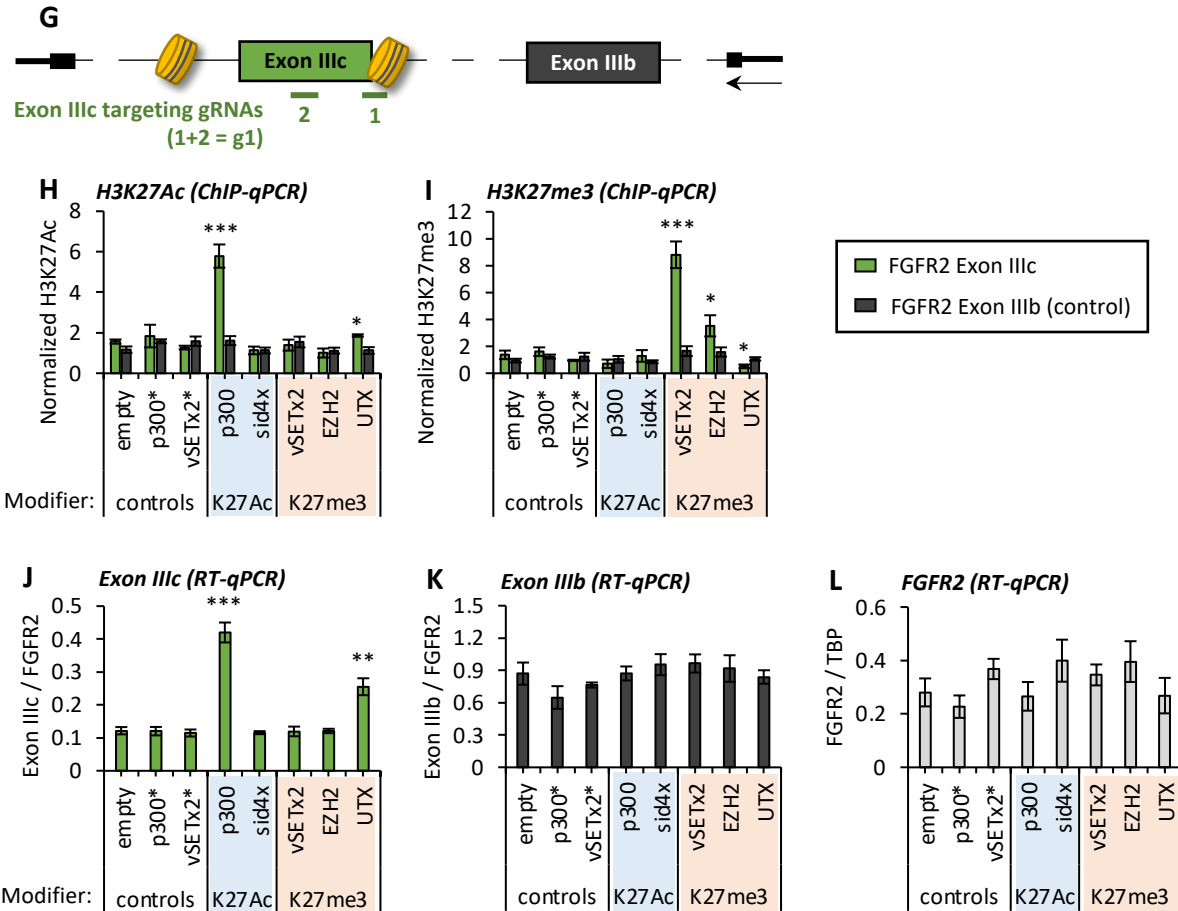 G
Exon IIIc
Exon IIIb
Exon IIIc targeting gRNAs
(1+2 = g1)
2
1
H
H3K27Ac (ChIP-qPCR)
Normalized H3K27Ac
8
6
4
2
0
***
*
empty
p300*
vSETx2*
p300
sid4x
vSETx2
EZH2
UTX
Modifier:
controls
K27Ac
K27me3
I
H3K27me3 (ChIP-qPCR)
Normalized H3K27me3
12
10
8
6
4
2
0
***
*
*
empty
p300*
vSETx2*
p300
sid4x
vSETx2
EZH2
UTX
controls
K27Ac
K27me3
FGFR2 Exon IIIc
FGFR2 Exon IIIb (control)
J
Exon IIIc (RT-qPCR)
Exon IIIc / FGFR2
0.5
0.4
0.3
0.2
0.1
0
***
**
empty
p300*
vSETx2*
p300
sid4x
vSETx2
EZH2
UTX
Modifier:
controls
K27Ac
K27me3
K
Exon IIIb (RT-qPCR)
Exon IIIb / FGFR2
1.5
1.2
0.9
0.6
0.3
0
empty
p300*
vSETx2*
p300
sid4x
vSETx2
EZH2
UTX
controls
K27Ac
K27me3
L
FGFR2 (RT-qPCR)
FGFR2 / TBP
0.6
0.4
0.2
0
empty
p300*
vSETx2*
p300
sid4x
vSETx2
EZH2
UTX
controls
K27Ac
K27me3